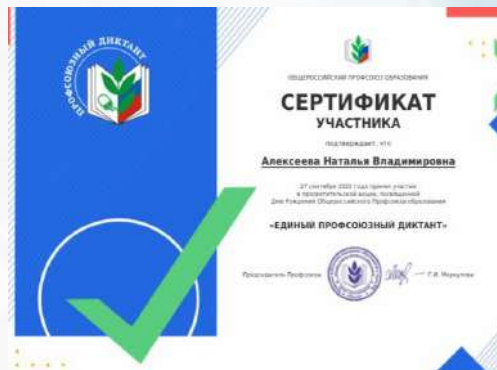 ПРОФСОЮЗНЫЙ ДИКТАНТ
ОБЩЕРОССИЙСКИЙ ПРОФСОЮЗ ОБРАЗОВАНИЯ
СЕРТИФИКАТ
УЧАСТНИКА
подтверждает, что
Алексеева Наталья Владимировна
27 сентября 2022 года принял участие
в просветительской акции, посвященной
Дню Рождения Общероссийского Профсоюза образования
«ЕДИНЫЙ ПРОФСОЮЗНЫЙ ДИКТАНТ»
Председатель Профсоюза
Г.И. Меркулова